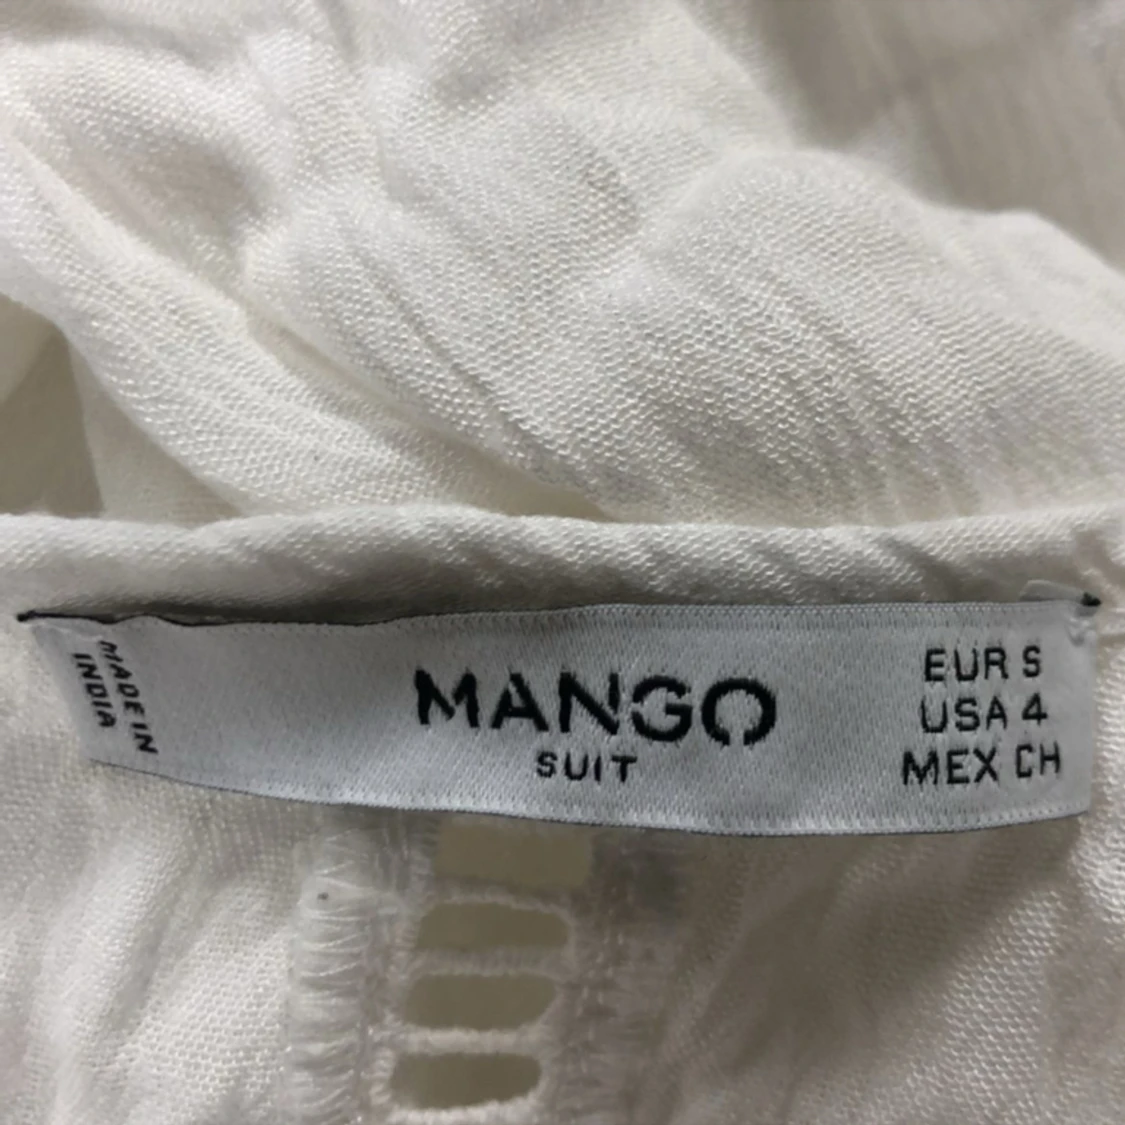 MADE IN
INDIA
MANGO
SUIT
EUR S
USA 4
MEX CH